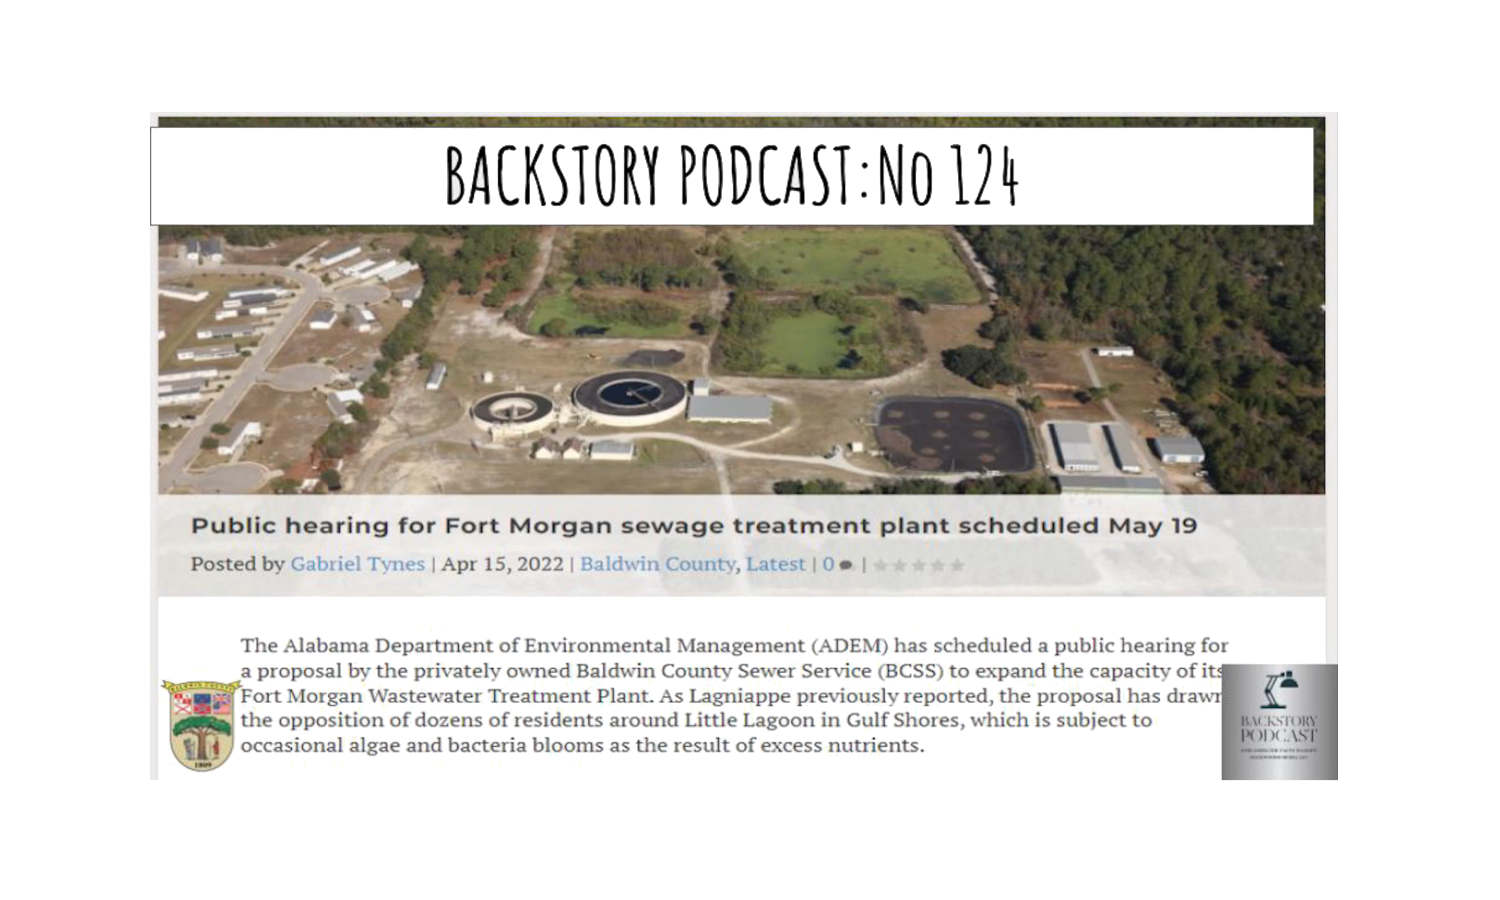 BACKSTORY PODCAST:No 124
Public hearing for Fort Morgan sewage treatment plant scheduled May 19
Posted by Gabriel Tynes | Apr 15, 2022 | Baldwin County, Latest | 0 |
The Alabama Department of Environmental Management (ADEM) has scheduled a public hearing for
a proposal by the privately owned Baldwin County Sewer Service (BCSS) to expand the capacity of its
Fort Morgan Wastewater Treatment Plant. As Lagniappe previously reported, the proposal has drawn
the opposition of dozens of residents around Little Lagoon in Gulf Shores, which is subject to
occasional algae and bacteria blooms as the result of excess nutrients.
BALDWIN COUNTY
1809
BACKSTORY
PODCAST